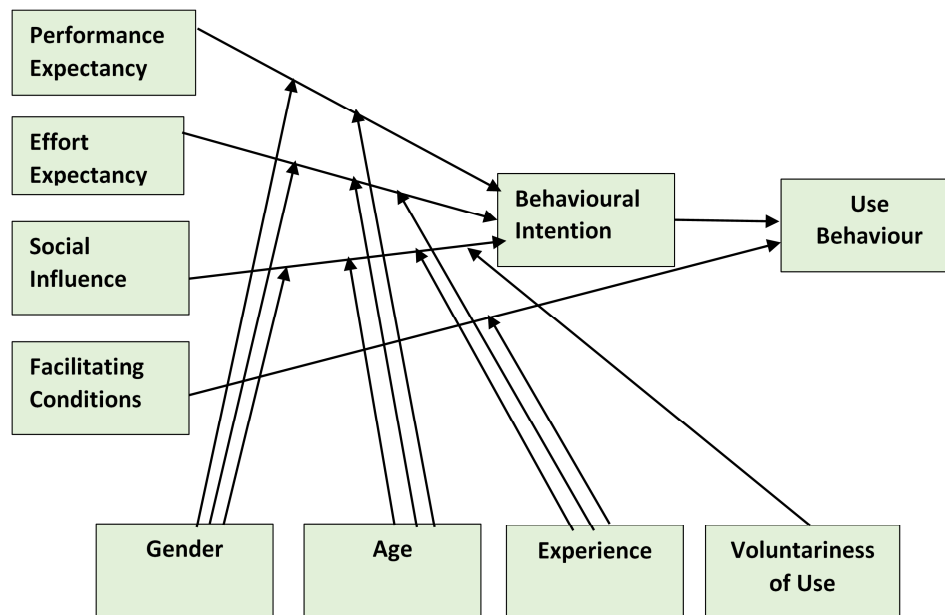 Performance
Expectancy
Effort
Expectancy
Social
Influence
Facilitating
Conditions
Behavioural
Intention
Use
Behaviour
Gender
Age
Experience
Voluntariness
of Use